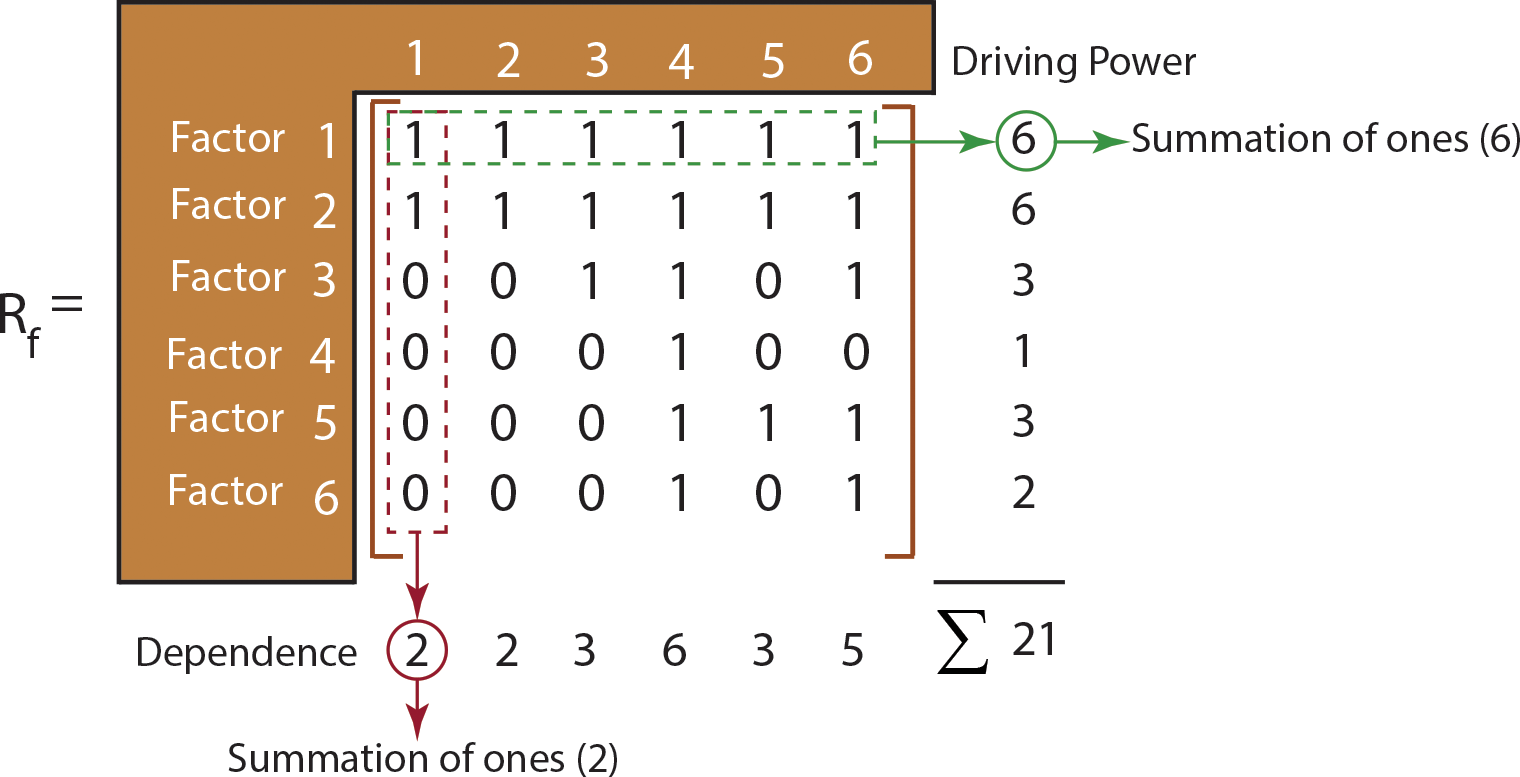 1 2 3 4 5 6 Driving Power
Factor 1 1 1 1 1 1 1 6 Summation of ones (6)
Factor 2 1 1 1 1 1 1 6
Factor 3 0 0 1 1 0 1 3
R_f =
Factor 4 0 0 0 1 0 0 1
Factor 5 0 0 0 1 1 1 3
Factor 6 0 0 0 1 0 1 2
Dependence 2 2 3 6 3 5 ∑ 21
Summation of ones (2)